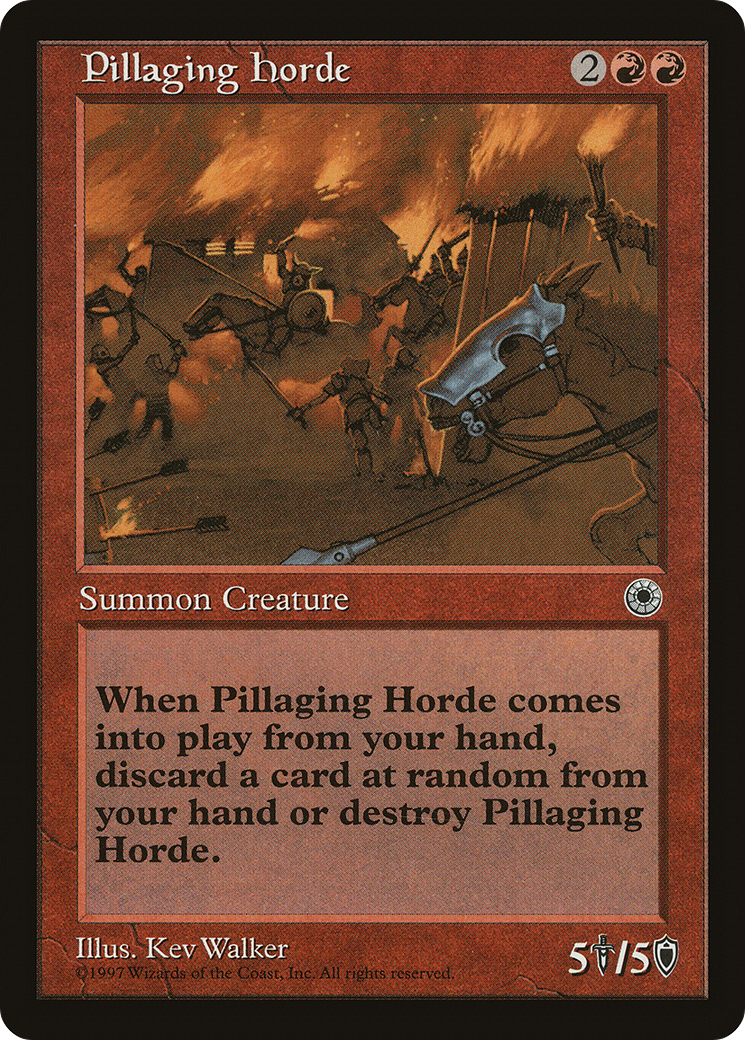 Pillaging Horde
2
Summon Creature
When Pillaging Horde comes
into play from your hand,
discard a card at random from
your hand or destroy Pillaging
Horde.
Illus. Kev Walker
©1997 Wizards of the Coast, Inc. All rights reserved.
5/5